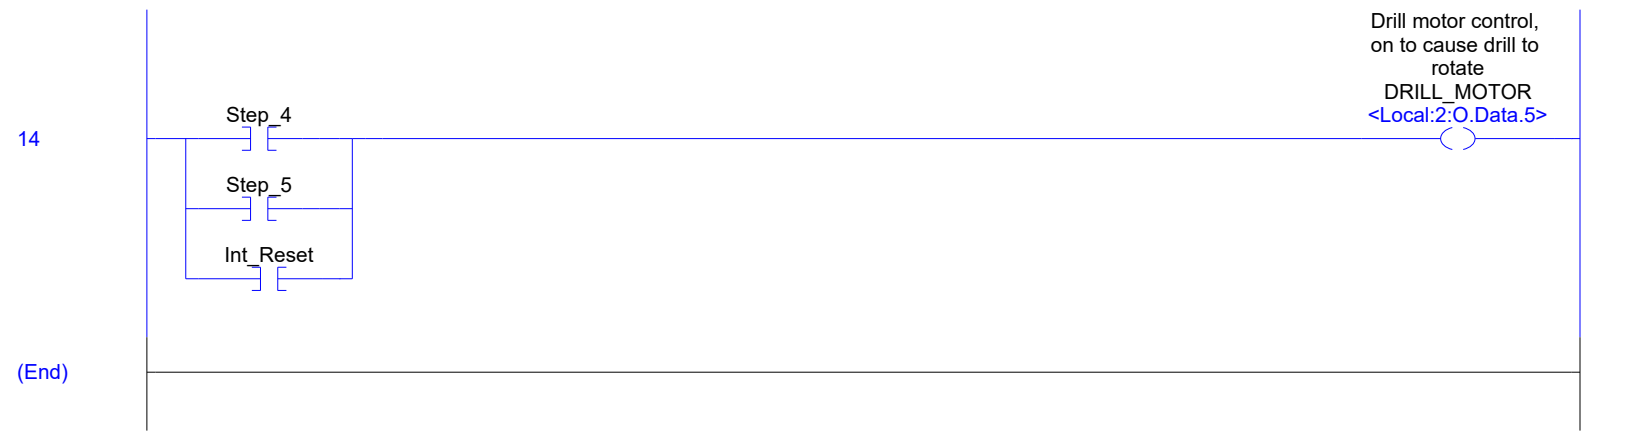 Drill motor control,
on to cause drill to
rotate
DRILL_MOTOR
<Local:2:O.Data.5>
Step_4
14
Step_5
Int_Reset
(End)